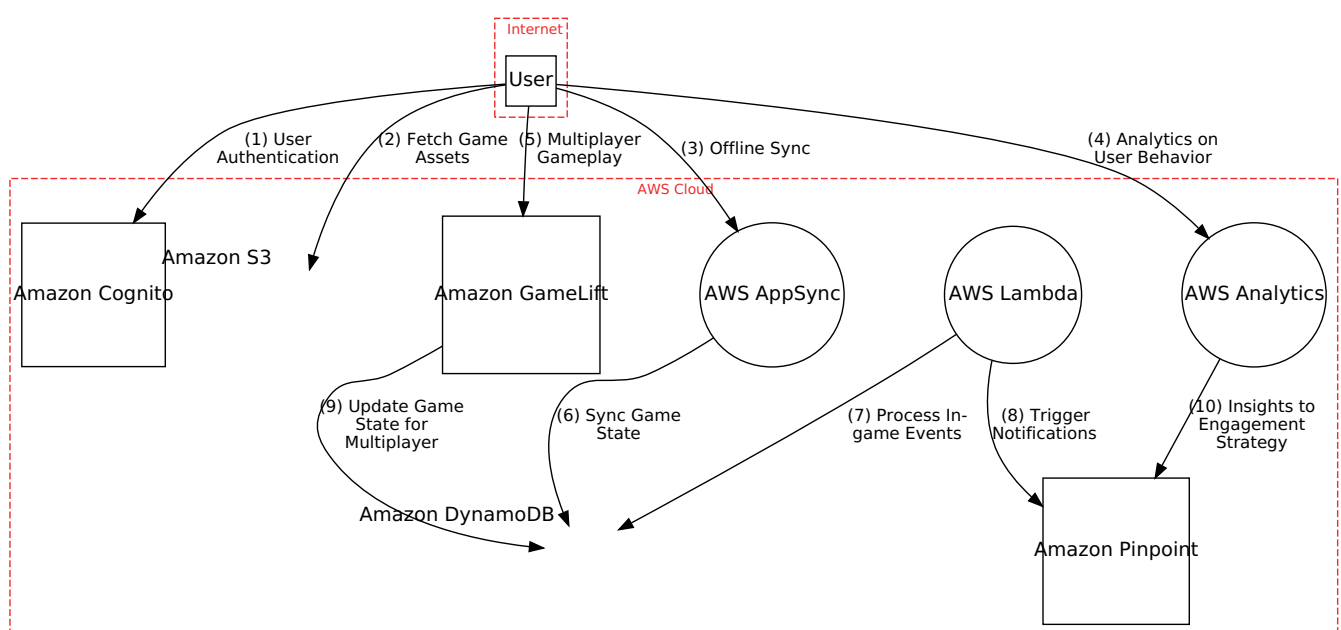 Internet
User
(1) User
Authentication
(2) Fetch Game
Assets
(5) Multiplayer
Gameplay
(3) Offline Sync
(4) Analytics on
User Behavior
AWS Cloud
Amazon S3
Amazon Cognito
Amazon GameLift
AWS AppSync
AWS Lambda
AWS Analytics
(9) Update Game
State for
Multiplayer
(6) Sync Game
State
(7) Process In-
game Events
(8) Trigger
Notifications
(10) Insights to
Engagement
Strategy
Amazon DynamoDB
Amazon Pinpoint